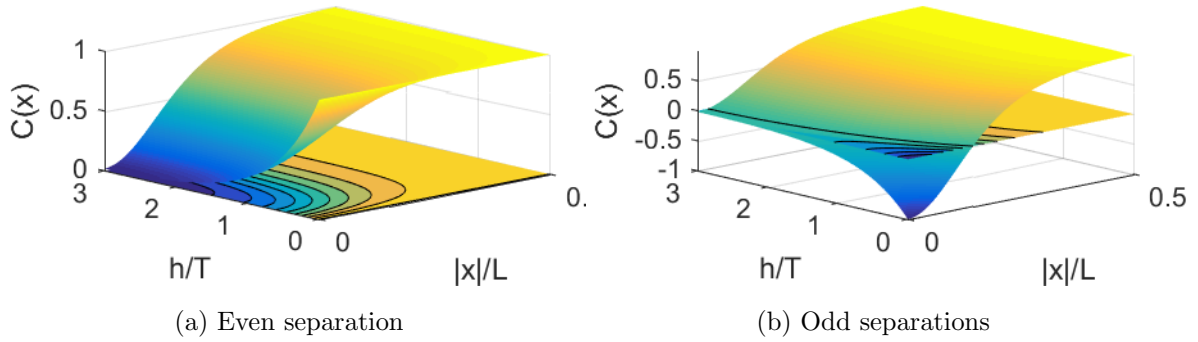 C(x)
1
0.5
0
3
2
1
0
0
0.
h/T
|x|/L
(a) Even separation
C(x)
0.5
0
-0.5
-1
3
2
1
0
0
0.5
h/T
|x|/L
(b) Odd separations